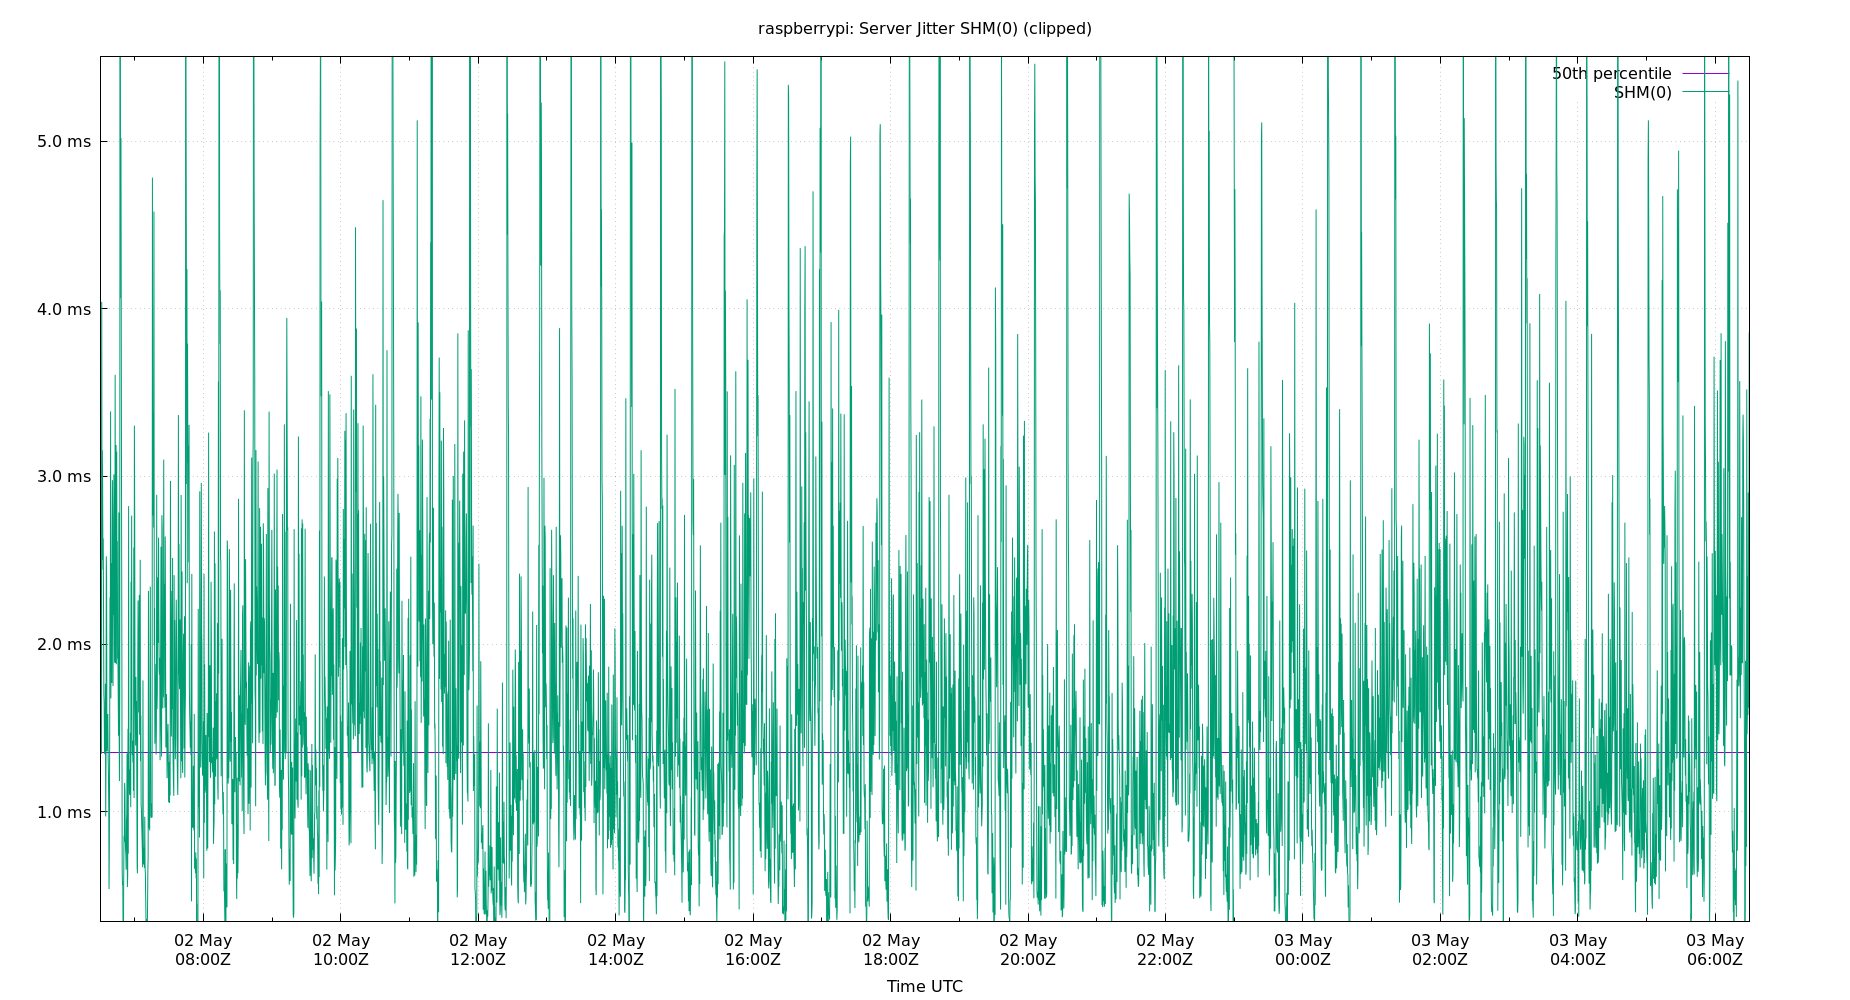 raspberrypi: Server Jitter SHM(0) (clipped)
50th percentile
SHM(0)
5.0 ms
4.0 ms
3.0 ms
2.0 ms
1.0 ms
02 May 02 May 02 May 02 May 02 May 02 May 02 May 02 May 03 May 03 May 03 May 03 May
08:00Z 10:00Z 12:00Z 14:00Z 16:00Z 18:00Z 20:00Z 22:00Z 00:00Z 02:00Z 04:00Z 06:00Z
Time UTC